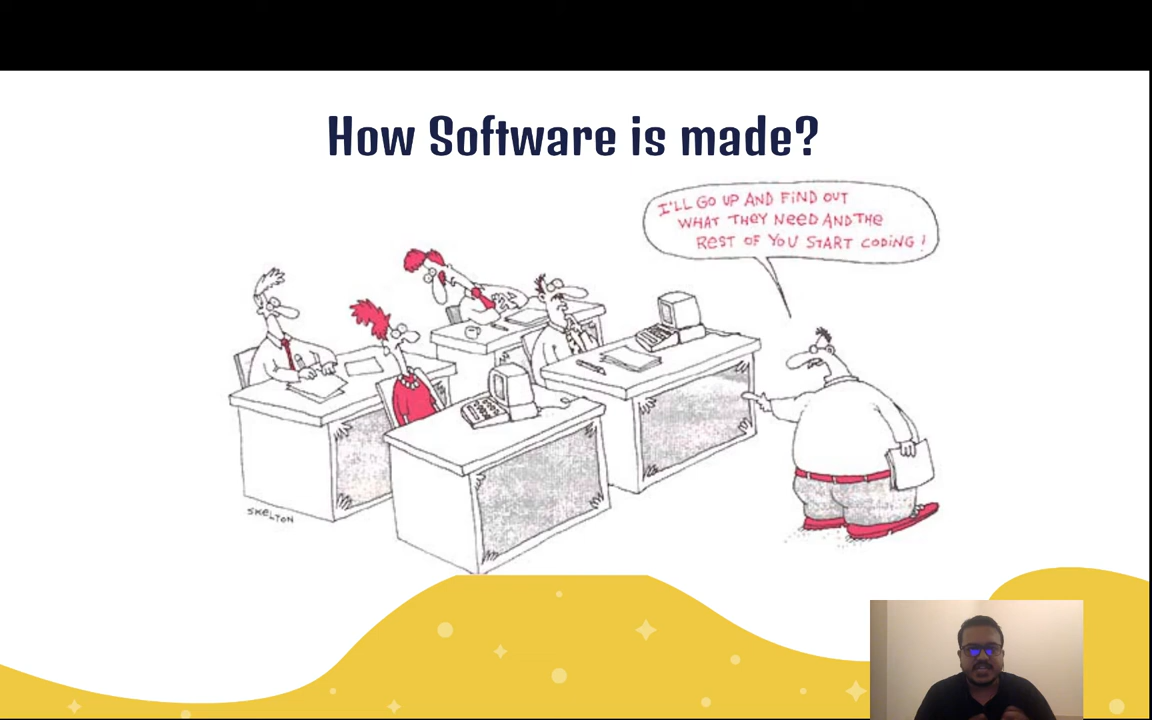 How Software is made?
I'LL GO UP AND FIND OUT
WHAT THEY NEED AND THE
REST OF YOU START CODING!
SKELTON